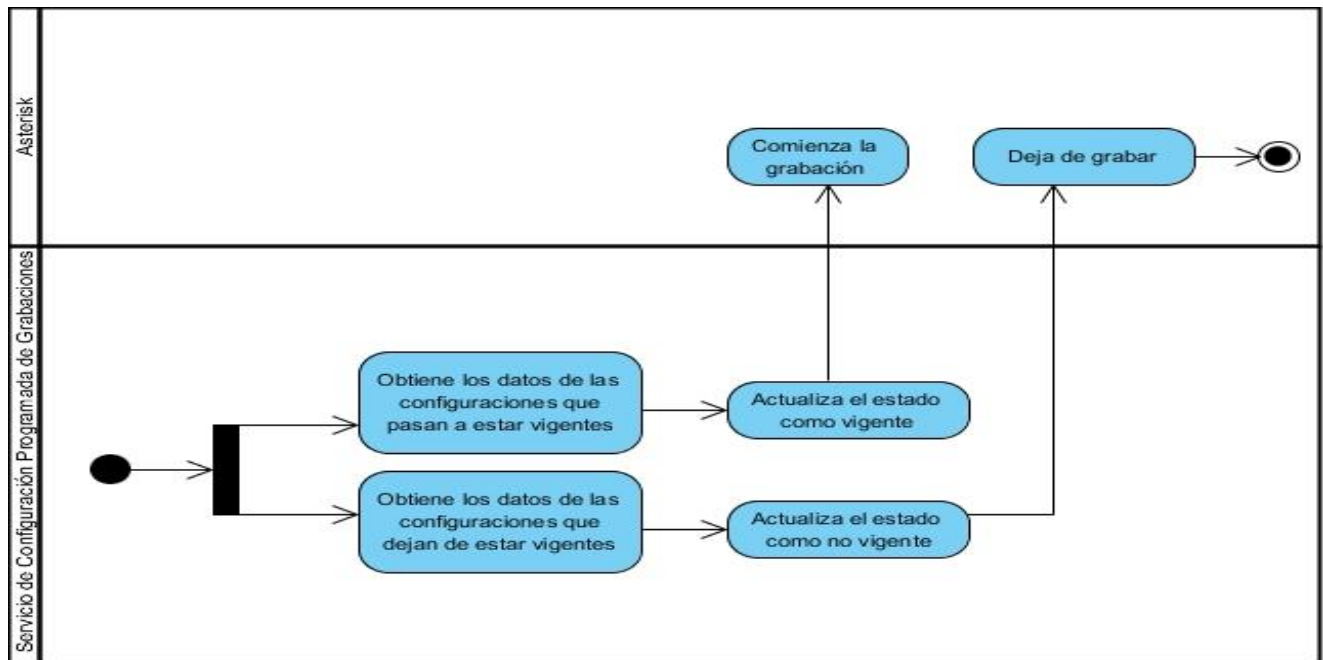 Asterisk
Comienza la
grabación
Deja de grabar
Servicio de Configuración Programada de Grabaciones
Obtiene los datos de las
configuraciones que
pasan a estar vigentes
Actualiza el estado
como vigente
Obtiene los datos de las
configuraciones que
dejan de estar vigentes
Actualiza el estado
como no vigente